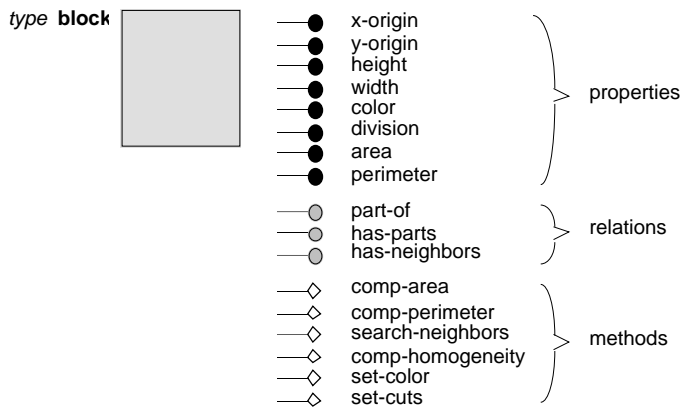 type block
x-origin
y-origin
height
width
color
division
area
perimeter
properties
part-of
has-parts
has-neighbors
relations
comp-area
comp-perimeter
search-neighbors
comp-homogeneity
set-color
set-cuts
methods